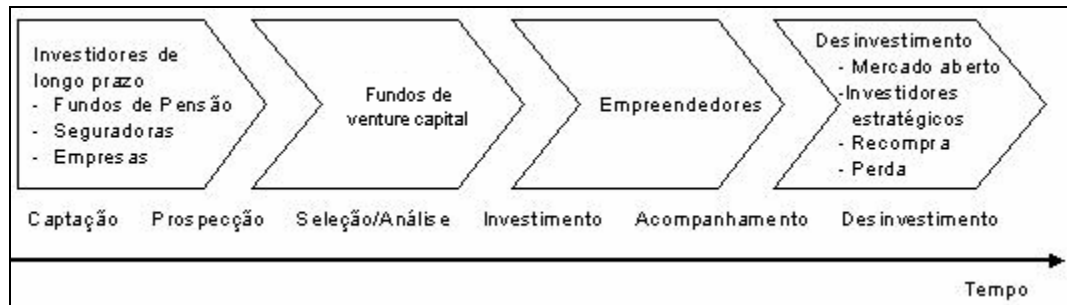 Investidores de
longo prazo
- Fundos de Pensão
- Seguradoras
- Empresas
Fundos de
venture capital
Empreendedores
Desinvestimento
- Mercado aberto
-Investidores
estratégicos
- Recompra
- Perda
Captação Prospecção Seleção/Análise Investimento Acompanhamento Desinvestimento
Tempo